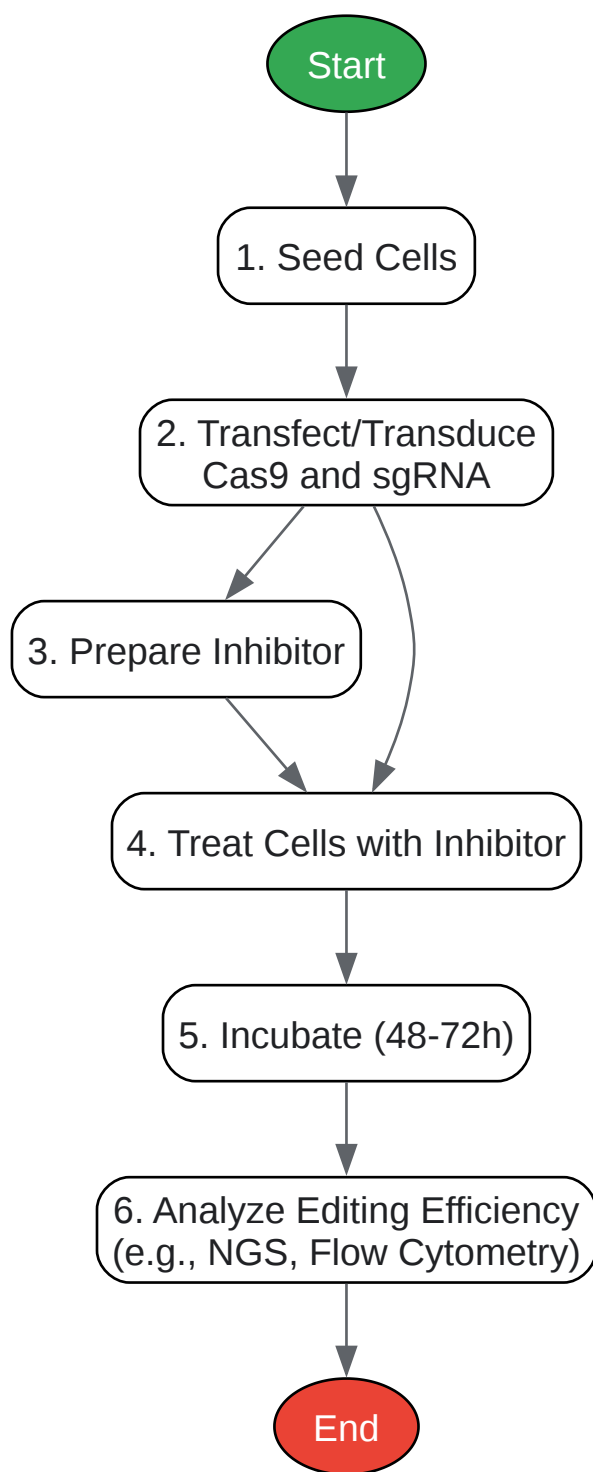 Start
1. Seed Cells
2. Transfect/Transduce
Cas9 and sgRNA
3. Prepare Inhibitor
4. Treat Cells with Inhibitor
5. Incubate (48-72h)
6. Analyze Editing Efficiency
(e.g., NGS, Flow Cytometry)
End